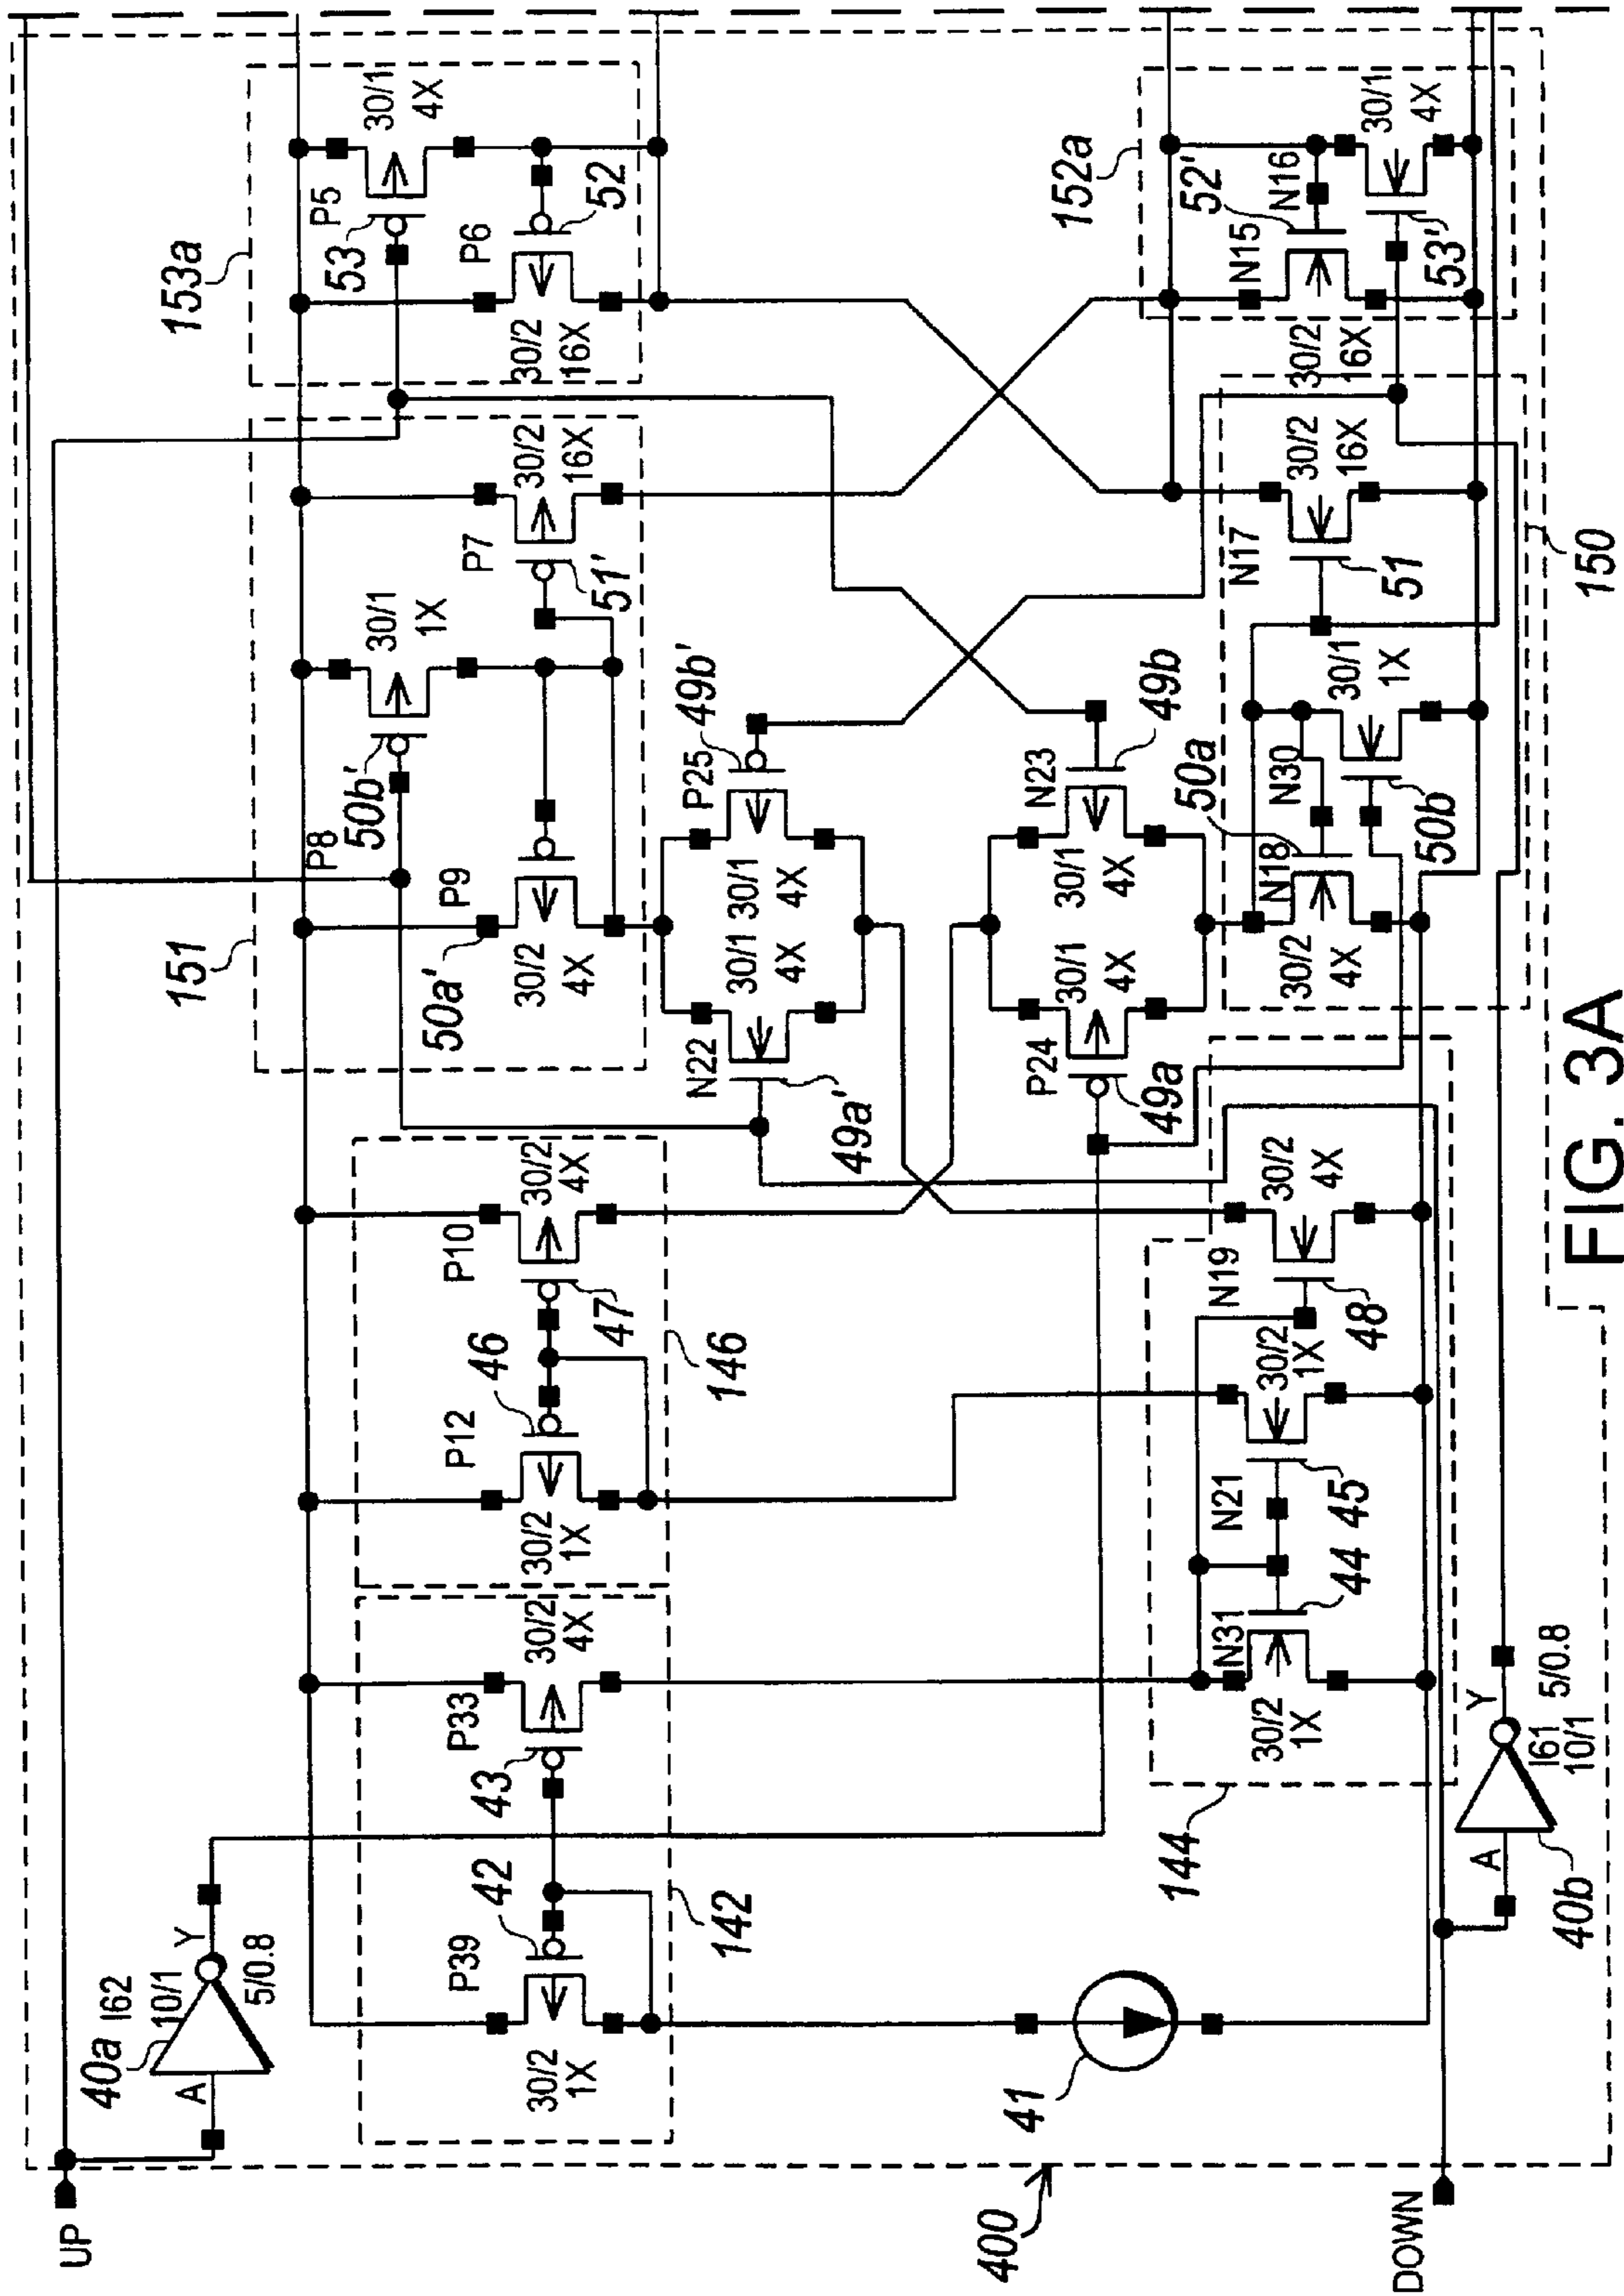 UP
40a
I62
10/1
A
Y
5/0.8
P39
42
30/2
1X
43
P33
30/2
4X
142
P12
46
30/2
1X
P10
47
30/2
4X
146
151
P9
50a'
30/2
4X
P8
50b'
30/1
1X
P7
51'
30/2
16X
153a
53
P5
30/1
4X
P6
52
30/2
16X
N22
49a'
30/1
4X
P25
49b'
30/1
4X
P24
49a
30/1
4X
N23
49b
30/1
4X
41
400
144
N31
44
30/2
1X
N21
45
30/2
1X
N19
48
30/2
4X
N18
50a
30/2
4X
N30
50b
30/1
1X
N17
51
30/2
16X
150
152a
N15
52'
30/2
16X
N16
53'
30/1
4X
DOWN
A
Y
I61
10/1
5/0.8
40b
FIG. 3A